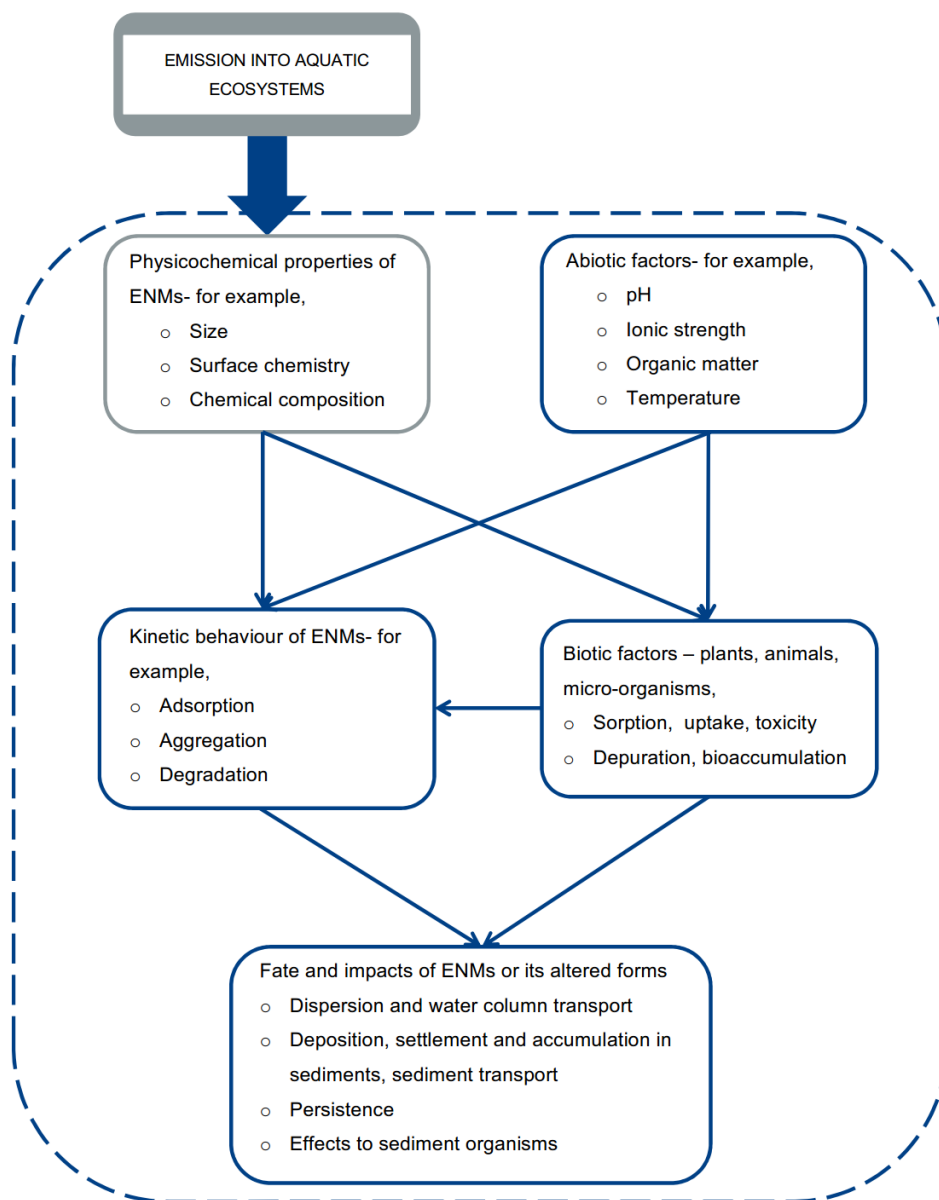 EMISSION INTO AQUATIC
ECOSYSTEMS
Physicochemical properties of
ENMs- for example,
o Size
o Surface chemistry
o Chemical composition
Abiotic factors- for example,
o pH
o Ionic strength
o Organic matter
o Temperature
Kinetic behaviour of ENMs- for
example,
o Adsorption
o Aggregation
o Degradation
Biotic factors – plants, animals,
micro-organisms,
o Sorption, uptake, toxicity
o Depuration, bioaccumulation
Fate and impacts of ENMs or its altered forms
o Dispersion and water column transport
o Deposition, settlement and accumulation in
sediments, sediment transport
o Persistence
o Effects to sediment organisms